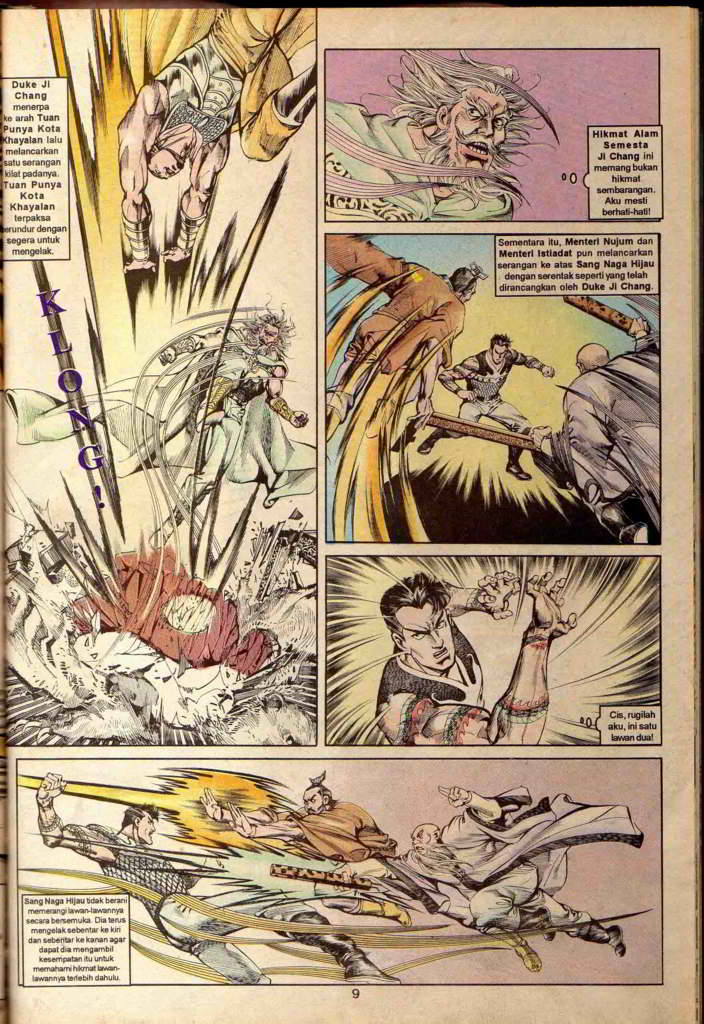 Duke Ji
Chang
menerpa
ke arah Tuan
Punya Kota
Khayalan lalu
melancarkan
satu serangan
kilat padanya.
Tuan Punya
Kota
Khayalan
terpaksa
berundur dengan
segera untuk
mengelak.
KLONG!
Hikmat Alam
Semesta
Ji Chang ini
memang bukan
hikmat
sembarangan.
Aku mesti
berhati-hati!
Sementara itu, Menteri Nujum dan
Menteri Istiadat pun melancarkan
serangan ke atas Sang Naga Hijau
dengan serentak seperti yang telah
dirancangkan oleh Duke Ji Chang.
Cis, rugilah
aku, ini satu
lawan dua!
Sang Naga Hijau tidak berani
memerangi lawan-lawannya
secara bersemuka. Dia terus
mengelak sebentar ke kiri
dan sebentar ke kanan agar
dapat dia mengambil
kesempatan itu untuk
memahami hikmat lawan-
lawannya terlebih dahulu.
9